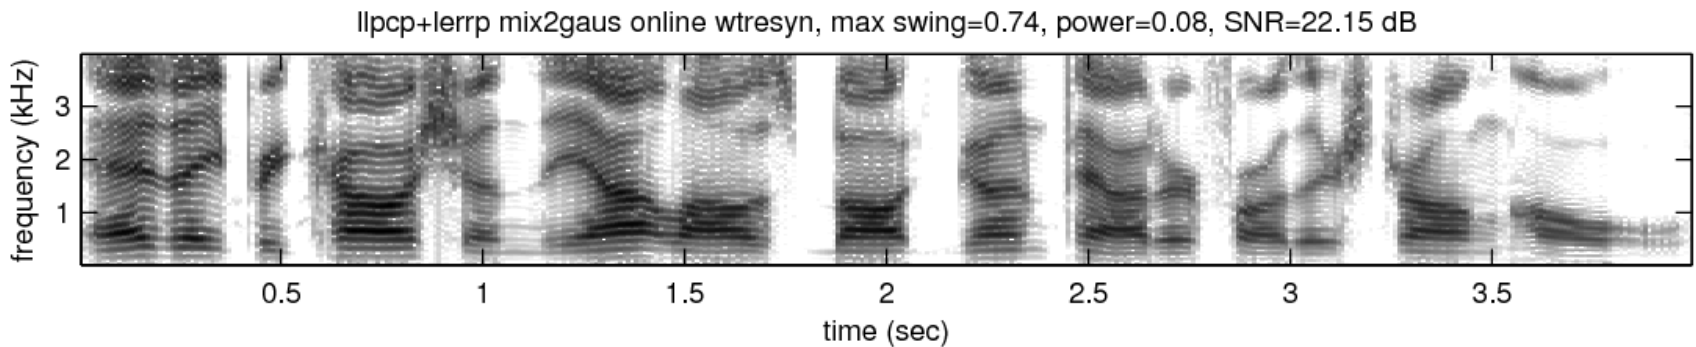 llpcp+lerrp mix2gaus online wtresyn, max swing=0.74, power=0.08, SNR=22.15 dB
frequency (kHz)
3
2
1
0.5 1 1.5 2 2.5 3 3.5
time (sec)